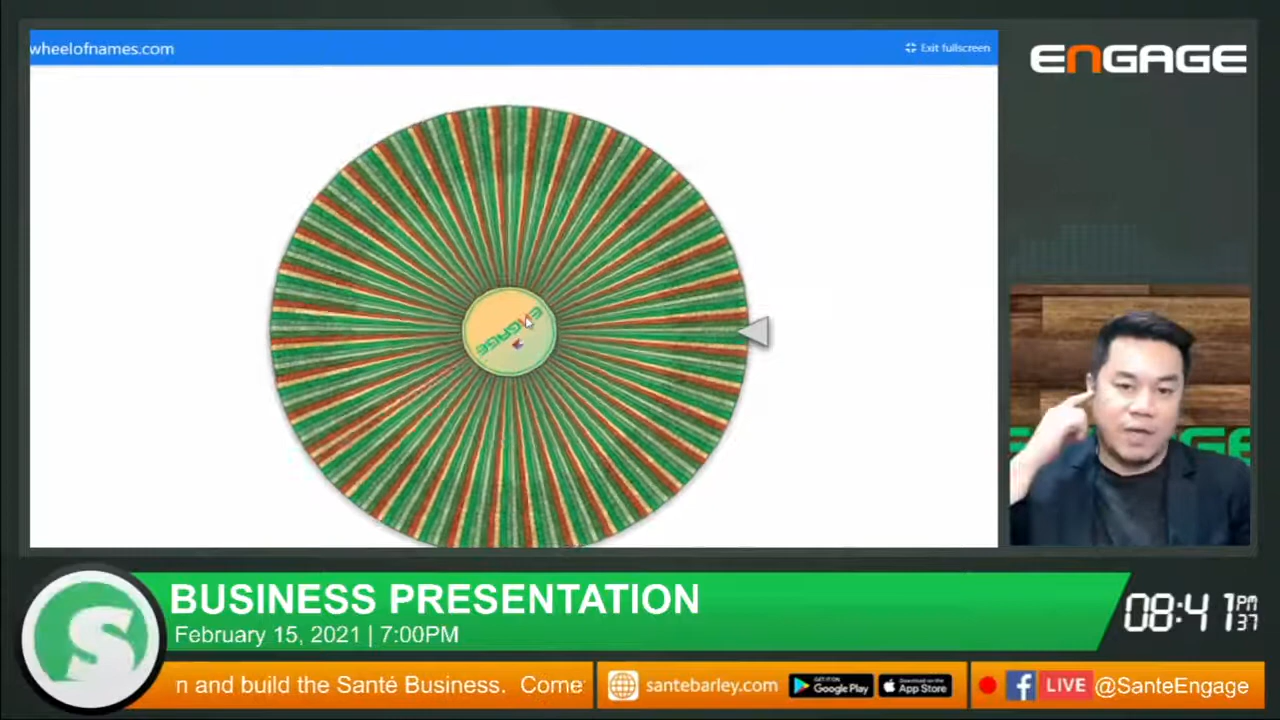 wheelofnames.com
Exit fullscreen
ENGAGE
ENGAGE
BUSINESS PRESENTATION
February 15, 2021 | 7:00PM
08:41 PM 37
n and build the Santé Business. Come
santebarley.com
GET IT ON
Google Play
Download on the
App Store
LIVE
@SanteEngage